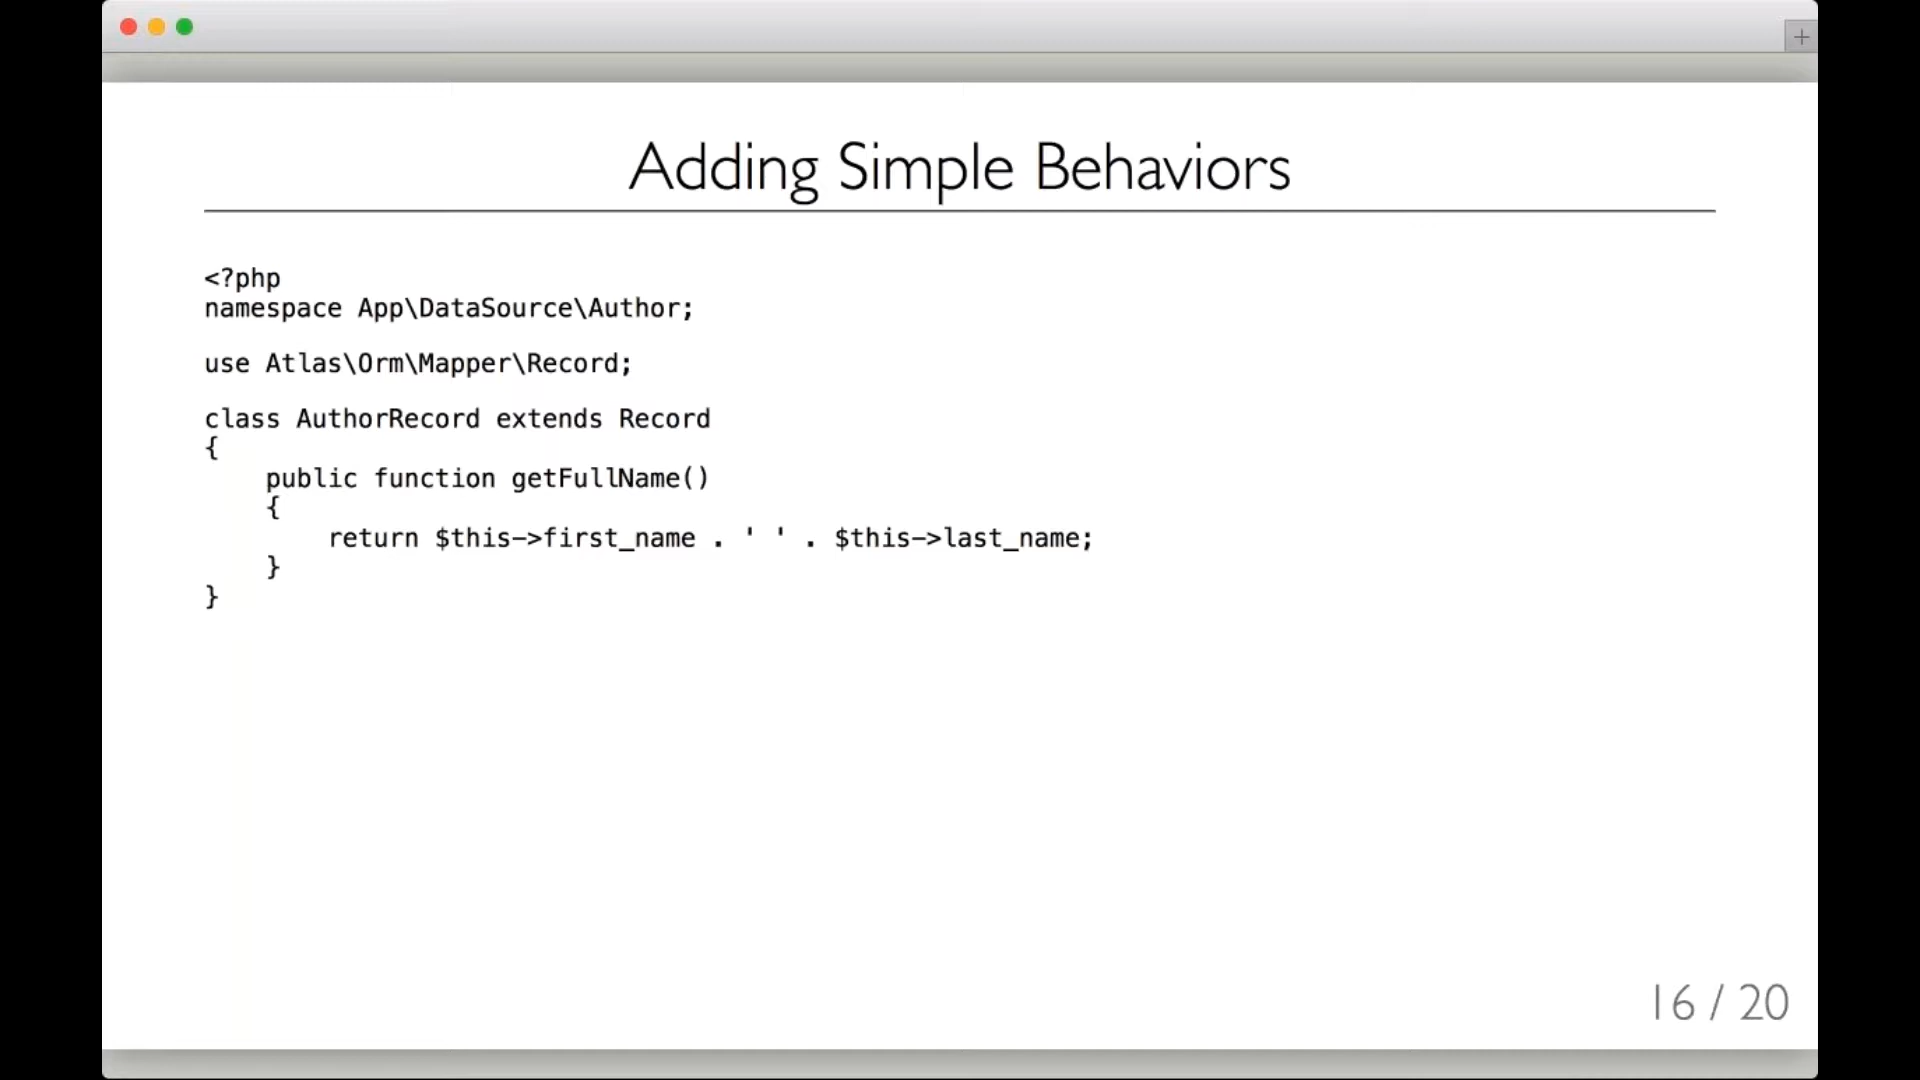 Adding Simple Behaviors
<?php
namespace App\DataSource\Author;
use Atlas\Orm\Mapper\Record;
class AuthorRecord extends Record
{
    public function getFullName()
    {
        return $this->first_name . ' ' . $this->last_name;
    }
}
16 / 20